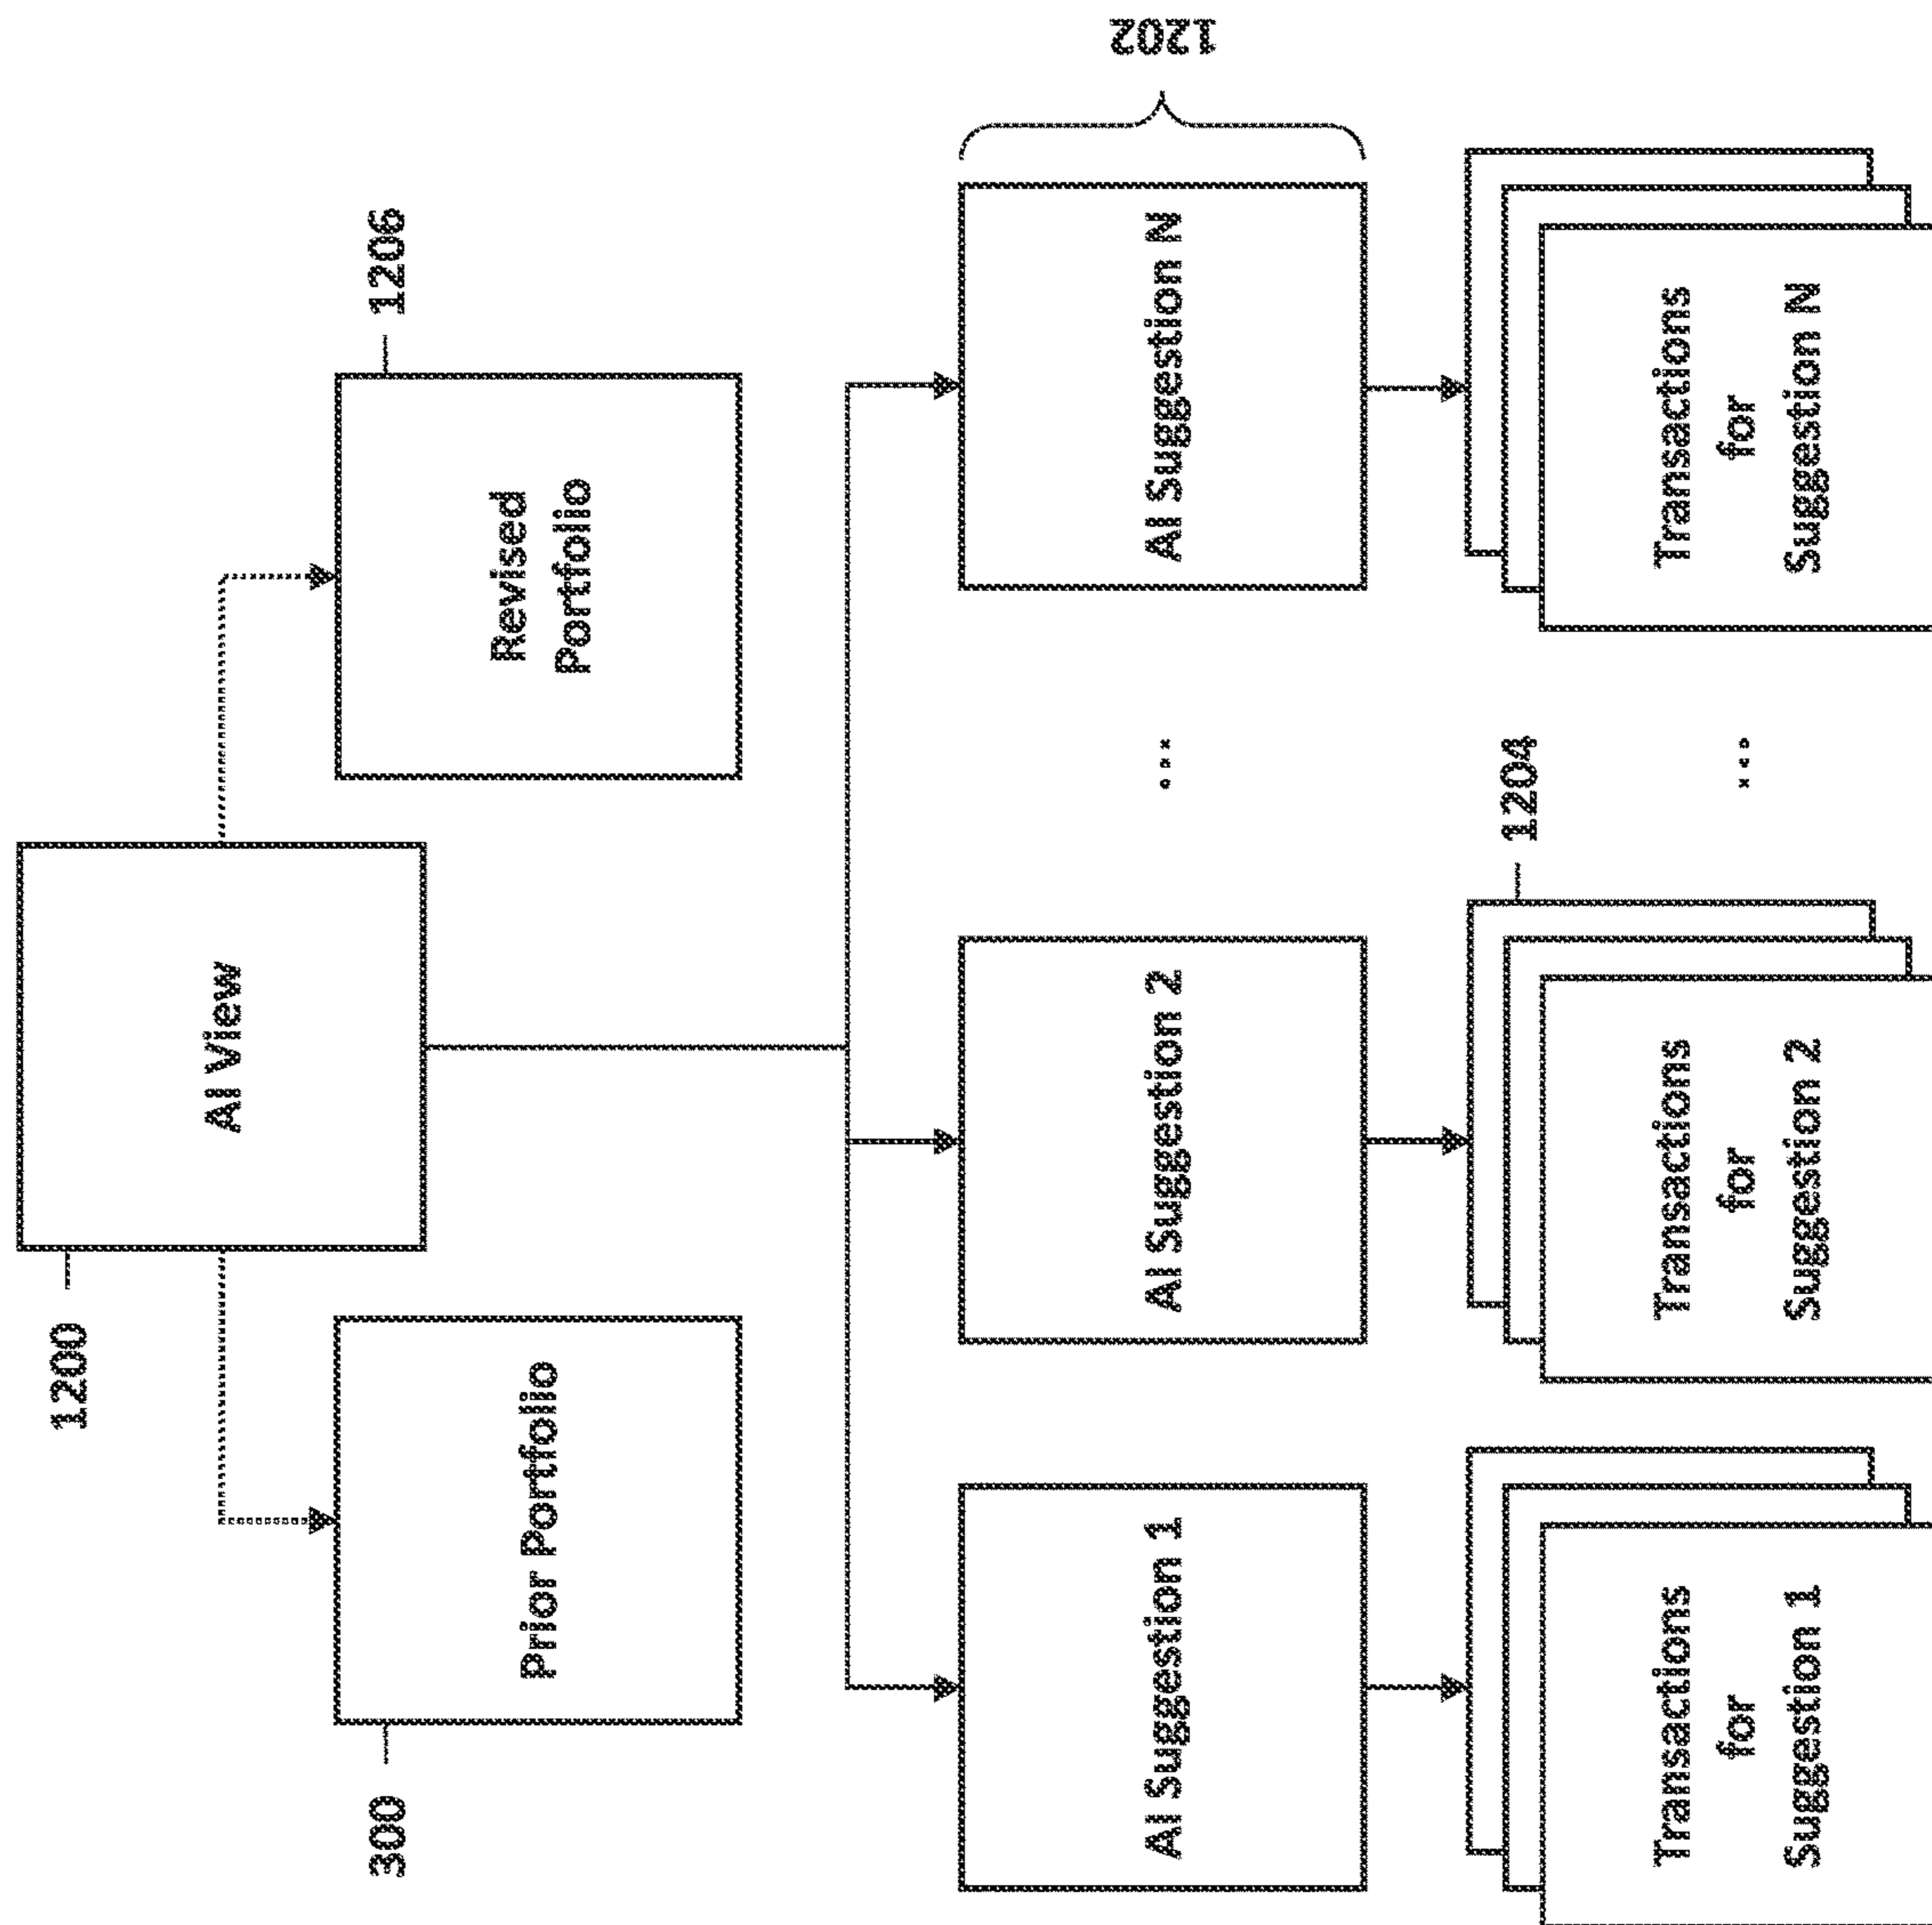 1200
AI View
300
Prior Portfolio
Revised
Portfolio
1206
AI Suggestion 1
AI Suggestion 2
...
AI Suggestion N
1202
1204
Transactions
for
Suggestion 1
Transactions
for
Suggestion 2
...
Transactions
for
Suggestion N